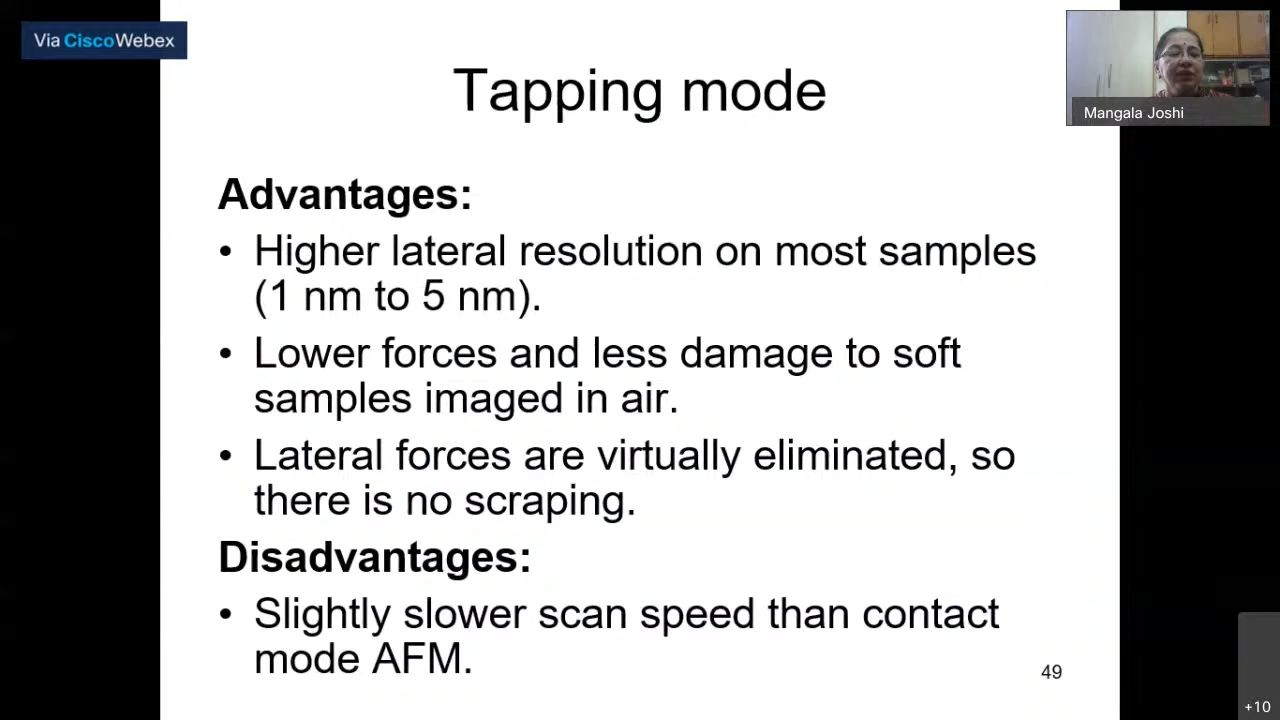 Via CiscoWebex
Tapping mode
Mangala Joshi
Advantages:
• Higher lateral resolution on most samples
(1 nm to 5 nm).
• Lower forces and less damage to soft
samples imaged in air.
• Lateral forces are virtually eliminated, so
there is no scraping.
Disadvantages:
• Slightly slower scan speed than contact
mode AFM.
49
+10